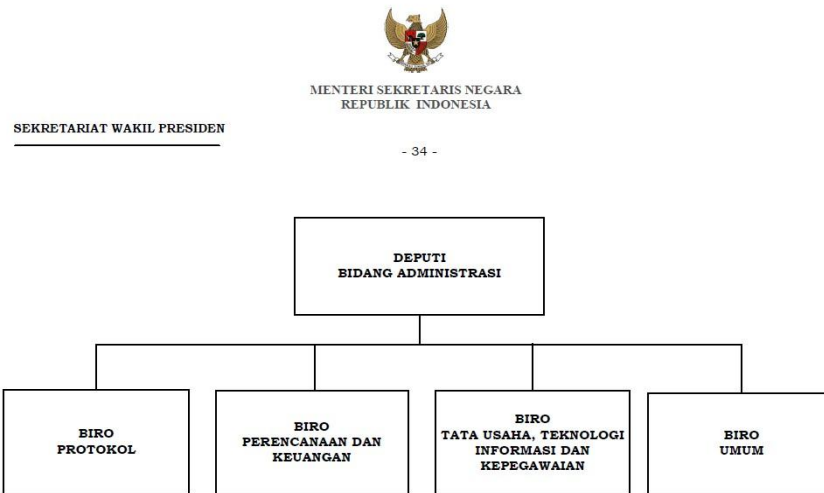 MENTERI SEKRETARIS NEGARA
REPUBLIK INDONESIA
SEKRETARIAT WAKIL PRESIDEN
- 34 -
DEPUTI
BIDANG ADMINISTRASI
BIRO
PROTOKOL
BIRO
PERENCANAAN DAN
KEUANGAN
BIRO
TATA USAHA, TEKNOLOGI
INFORMASI DAN
KEPEGAWAIAN
BIRO
UMUM